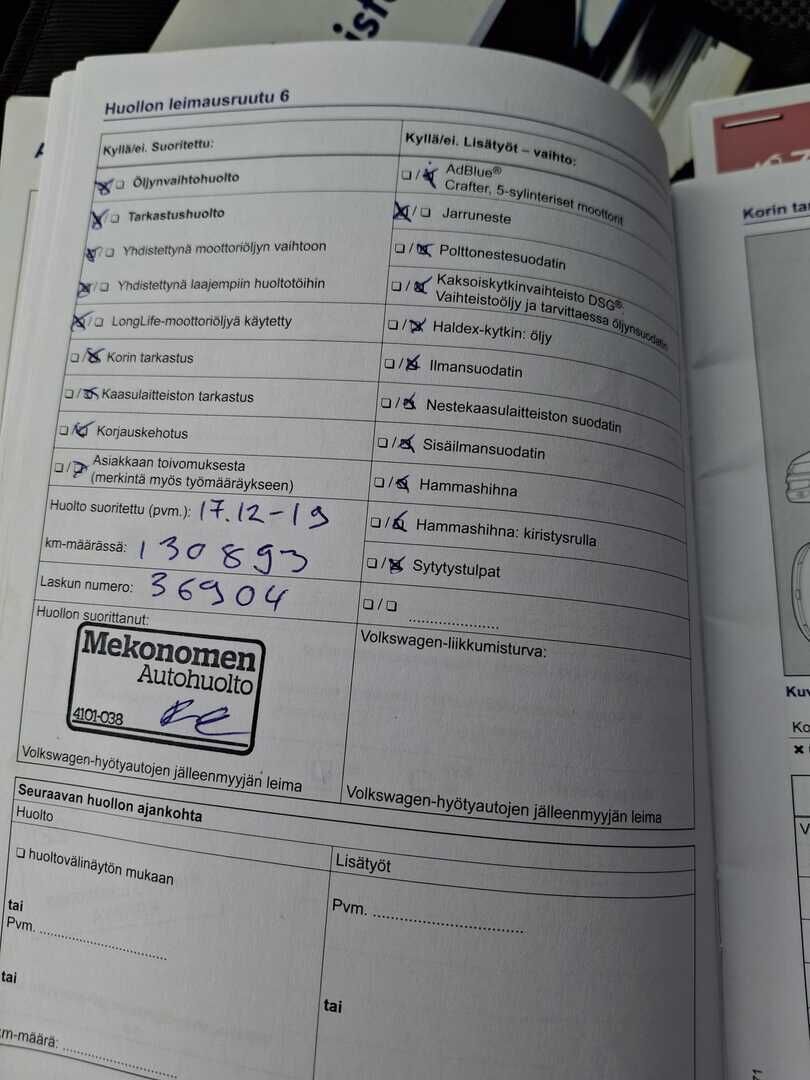 Huollon leimausruutu 6
Kyllä/ei. Suoritettu:
☒/☐ Öljynvaihtohuolto
☒/☐ Tarkastushuolto
☒/☐ Yhdistettynä moottoriöljyn vaihtoon
☒/☐ Yhdistettynä laajempiin huoltotöihin
☒/☐ LongLife-moottoriöljyä käytetty
☐/☒ Korin tarkastus
☐/☒ Kaasulaitteiston tarkastus
☐/☒ Korjauskehotus
☐/☒ Asiakkaan toivomuksesta
(merkintä myös työmääräykseen)
Huolto suoritettu (pvm.): 17.12-19
km-määrässä: 130893
Laskun numero: 36904
Huollon suorittanut:
Mekonomen
Autohuolto
4101-038
Volkswagen-hyötyautojen jälleenmyyjän leima
Kyllä/ei. Lisätyöt – vaihto:
☐/☒ AdBlue®
Crafter, 5-sylinteriset moottorit
☒/☐ Jarruneste
☐/☒ Polttonestesuodatin
☐/☒ Kaksoiskytkinvaihteisto DSG®:
Vaihteistoöljy ja tarvittaessa öljynsuodatin
☐/☒ Haldex-kytkin: öljy
☐/☒ Ilmansuodatin
☐/☒ Nestekaasulaitteiston suodatin
☐/☒ Sisäilmansuodatin
☐/☒ Hammashihna
☐/☒ Hammashihna: kiristysrulla
☐/☒ Sytytystulpat
☐/☐ ....................
Volkswagen-liikkumisturva:
Volkswagen-hyötyautojen jälleenmyyjän leima
Seuraavan huollon ajankohta
Huolto
☐ huoltovälinäytön mukaan
tai
Pvm. ............................
tai
km-määrä: ............................
Lisätyöt
Pvm. .................................
tai
Korin tar
Kuv
Ko
71